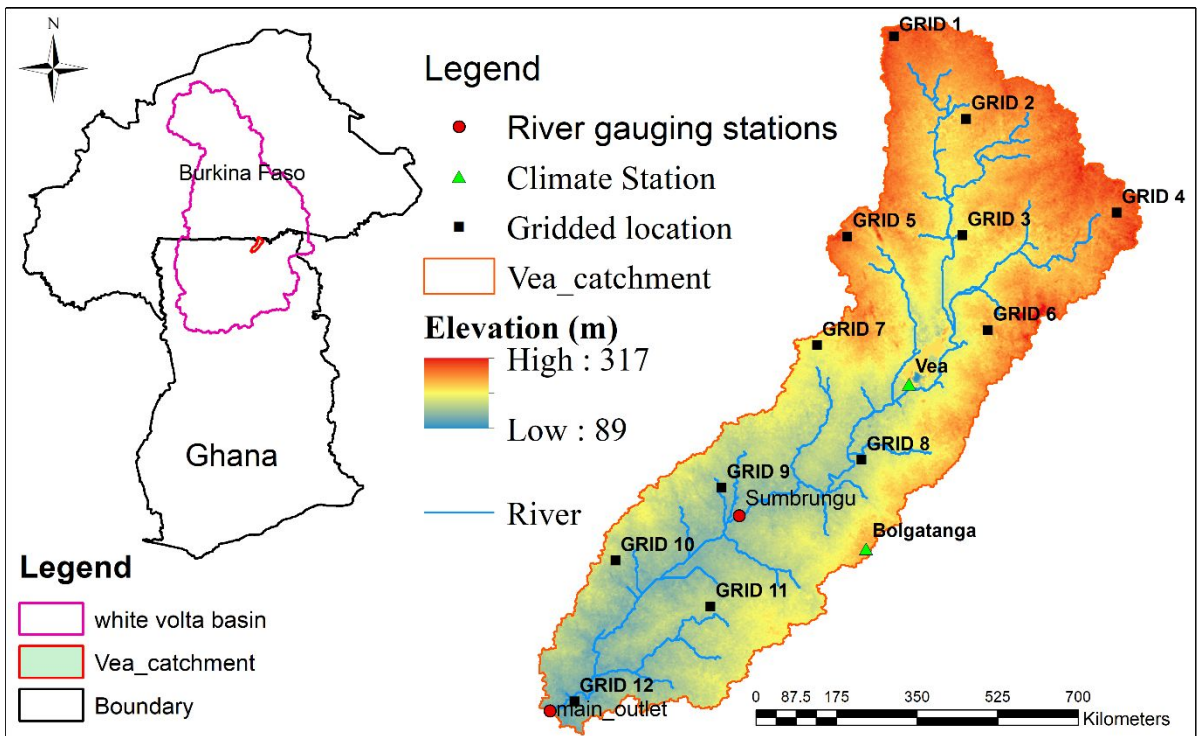 N
Burkina Faso
Ghana
Legend
white volta basin
Vea_catchment
Boundary
Legend
River gauging stations
Climate Station
Gridded location
Vea_catchment
Elevation (m)
High : 317
Low : 89
River
GRID 1
GRID 2
GRID 4
GRID 5
GRID 3
GRID 6
GRID 7
Vea
GRID 8
GRID 9
Sumbrungu
Bolgatanga
GRID 10
GRID 11
GRID 12
main_outlet
0 87.5 175 350 525 700
Kilometers